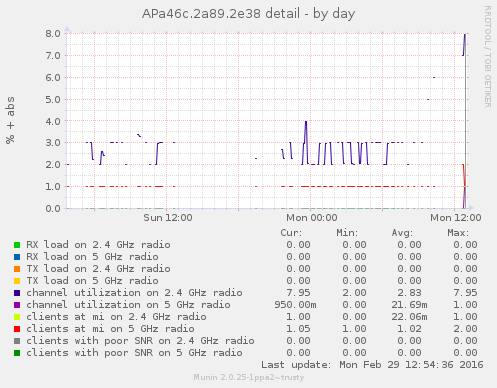 APa46c.2a89.2e38 detail - by day
RRDTOOL / TOBI OETIKER
% + abs
8.0
7.0
6.0
5.0
4.0
3.0
2.0
1.0
0.0
Sun 12:00 Mon 00:00 Mon 12:00
Cur: Min: Avg: Max:
RX load on 2.4 GHz radio 0.00 0.00 0.00 0.00
RX load on 5 GHz radio 0.00 0.00 0.00 0.00
TX load on 2.4 GHz radio 0.00 0.00 0.00 0.00
TX load on 5 GHz radio 0.00 0.00 0.00 0.00
channel utilization on 2.4 GHz radio 7.95 2.00 2.83 7.95
channel utilization on 5 GHz radio 950.00m 0.00 21.69m 1.00
clients at mi on 2.4 GHz radio 1.00 0.00 22.06m 1.00
clients at mi on 5 GHz radio 1.05 1.00 1.02 2.00
clients with poor SNR on 2.4 GHz radio 0.00 0.00 0.00 0.00
clients with poor SNR on 5 GHz radio 0.00 0.00 0.00 0.00
Last update: Mon Feb 29 12:54:36 2016
Munin 2.0.25-1ppa2~trusty